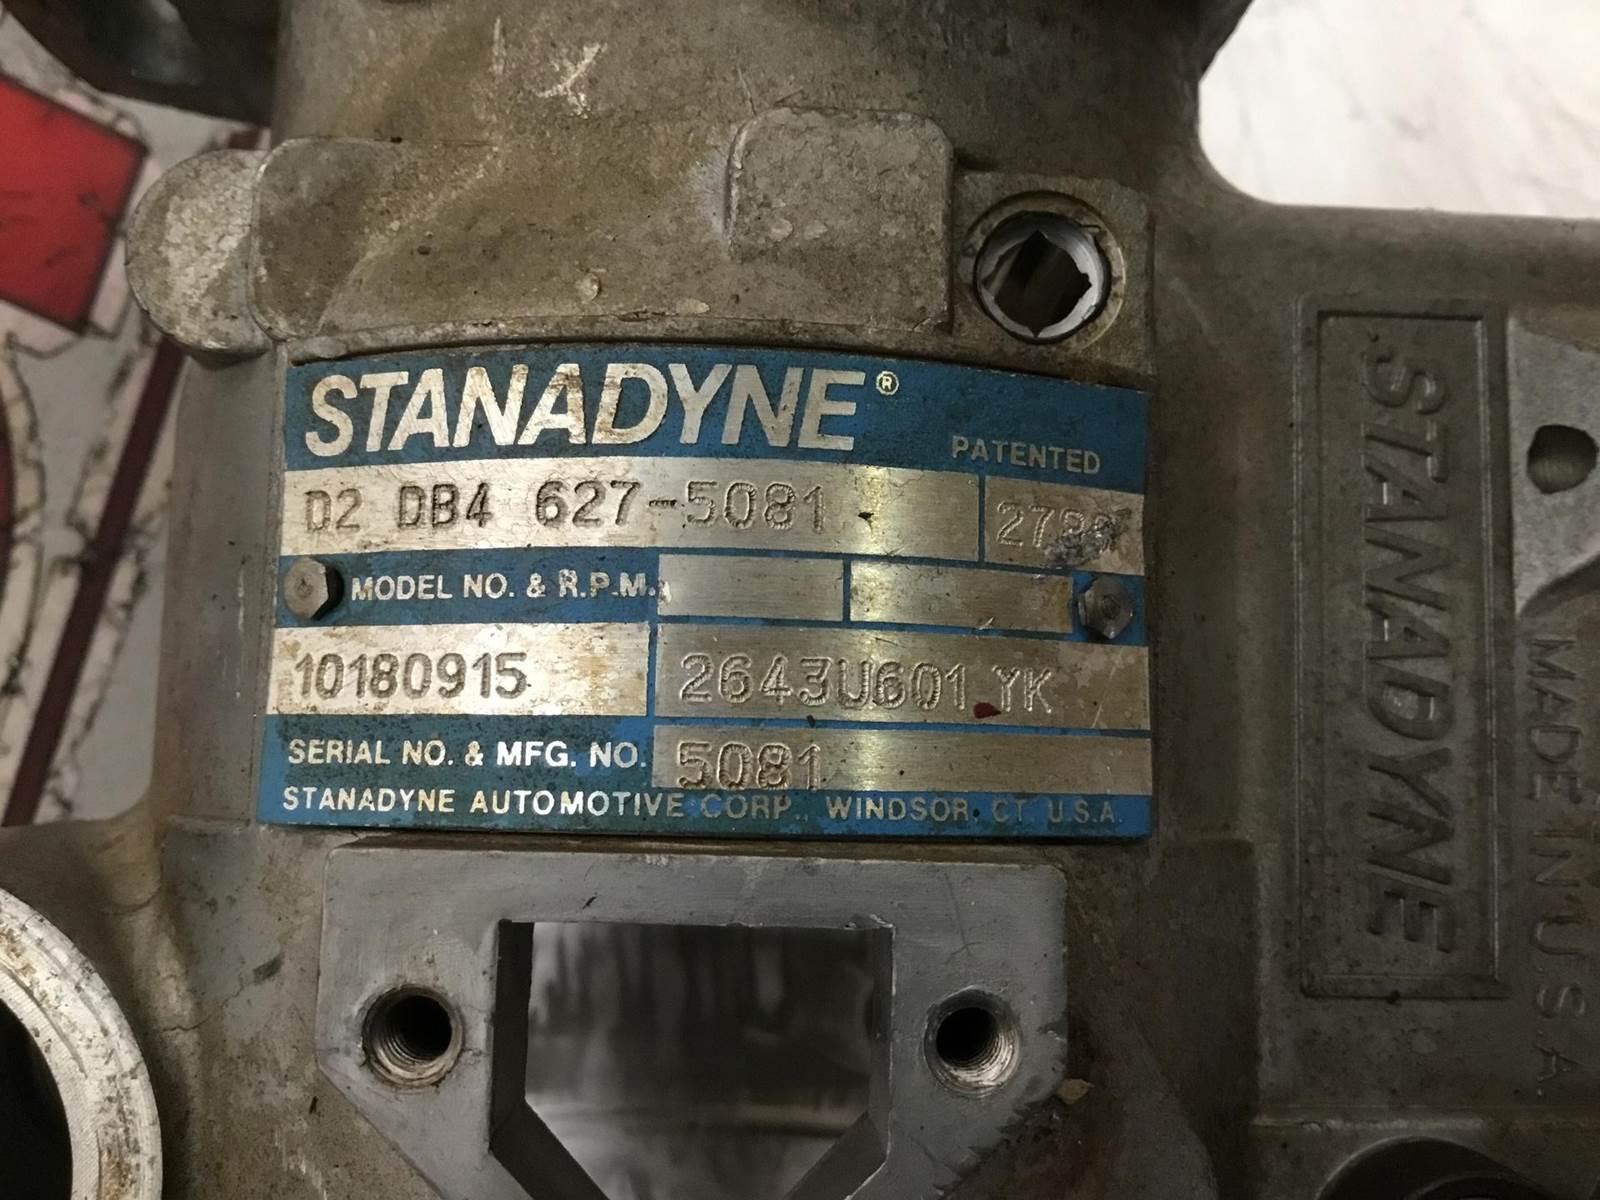 STANADYNE®
PATENTED
D2 DB4 627-5081
MODEL NO. & R.P.M.
10180915 2643U601 YK
SERIAL NO. & MFG. NO. 5081
STANADYNE AUTOMOTIVE CORP., WINDSOR, CT. U.S.A.
STANADYNE
MADE IN U.S.A.